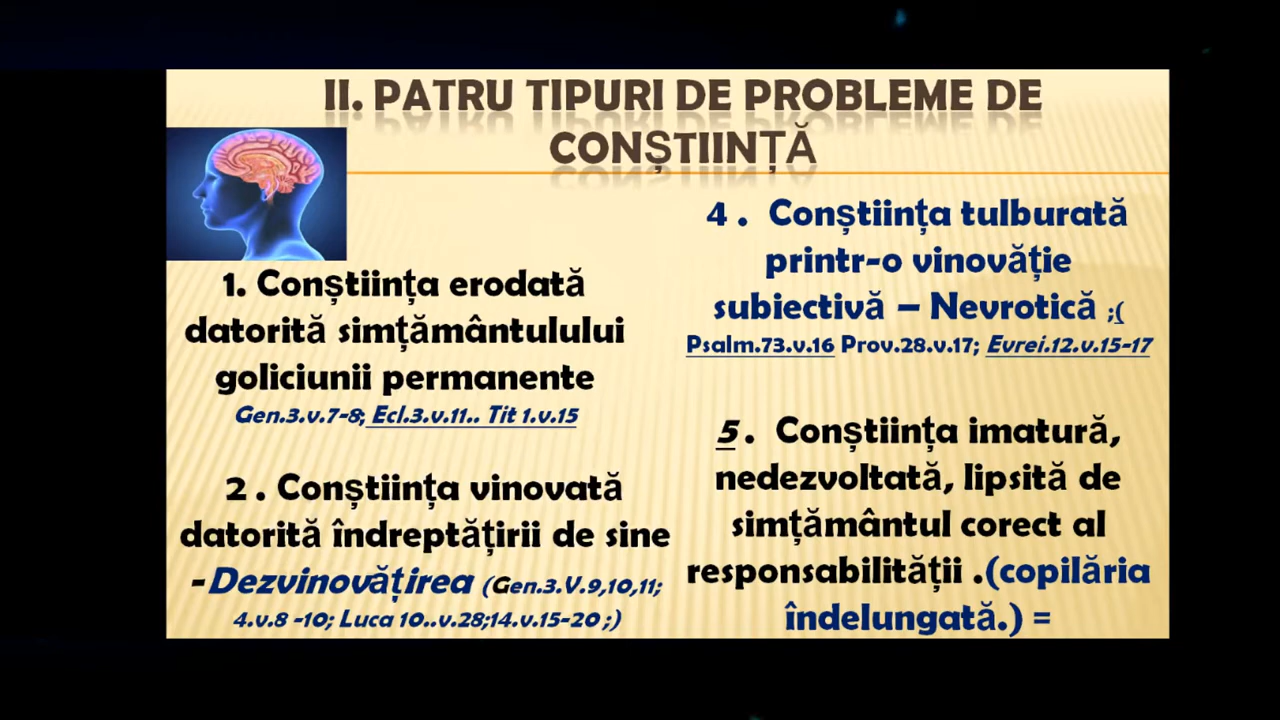 II. PATRU TIPURI DE PROBLEME DE
CONȘTIINȚĂ
1. Conștiința erodată
datorită simțământulului
goliciunii permanente
Gen.3.v.7-8; Ecl.3.v.11.. Tit 1.v.15
2 . Conștiința vinovată
datorită îndreptățirii de sine
-Dezvinovățirea (Gen.3.V.9,10,11;
4.v.8 -10; Luca 10..v.28;14.v.15-20 ;)
4 . Conștiința tulburată
printr-o vinovăție
subiectivă – Nevrotică ;(
Psalm.73.v.16 Prov.28.v.17; Evrei.12.v.15-17
5 . Conștiința imatură,
nedezvoltată, lipsită de
simțământul corect al
responsabilității .(copilăria
îndelungată.) =